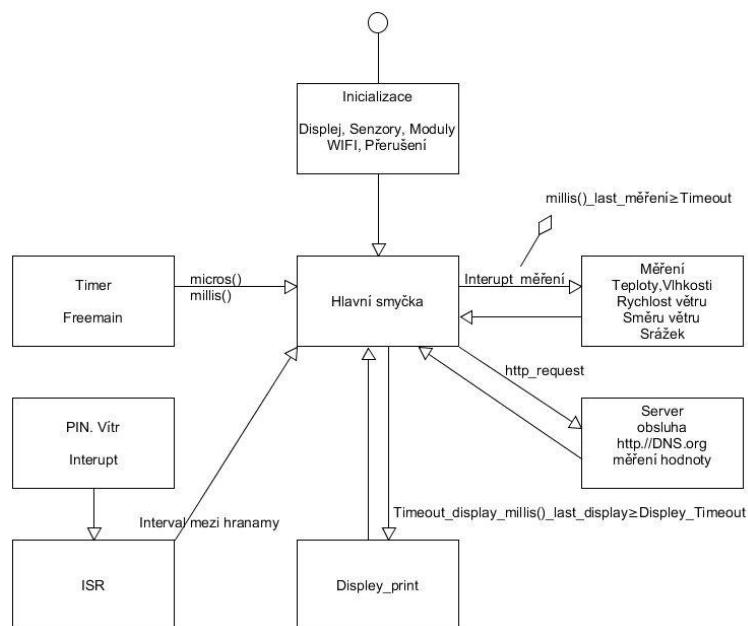 Inicializace
Displej, Senzory, Moduly
WIFI, Přerušení
millis()_last_měření≥Timeout
Timer
Freemain
micros()
millis()
Hlavní smyčka
Interupt_měření
Měření
Teploty,Vlhkosti
Rychlost větru
Směru větru
Srážek
http_request
PIN. Vítr
Interupt
Server
obsluha
http://DNS.org
měření hodnoty
Interval mezi hranamy
Timeout_display_millis()_last_display≥Displey_Timeout
ISR
Displey_print